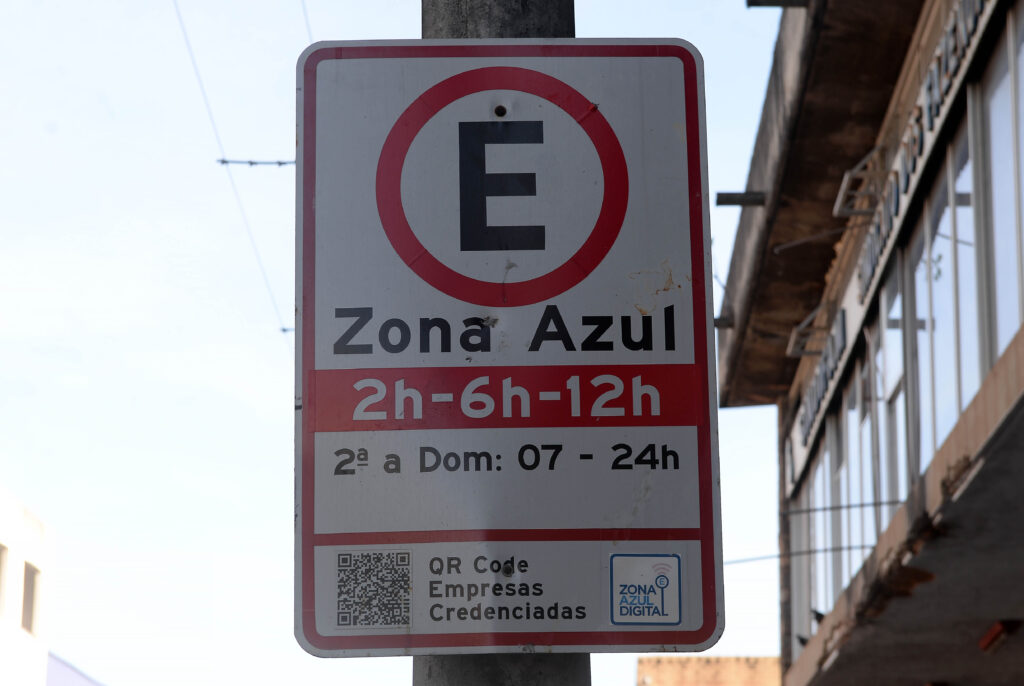 E
Zona Azul
2h-6h-12h
2ª a Dom: 07 - 24h
QR Code
Empresas
Credenciadas
E
ZONA
AZUL
DIGITAL